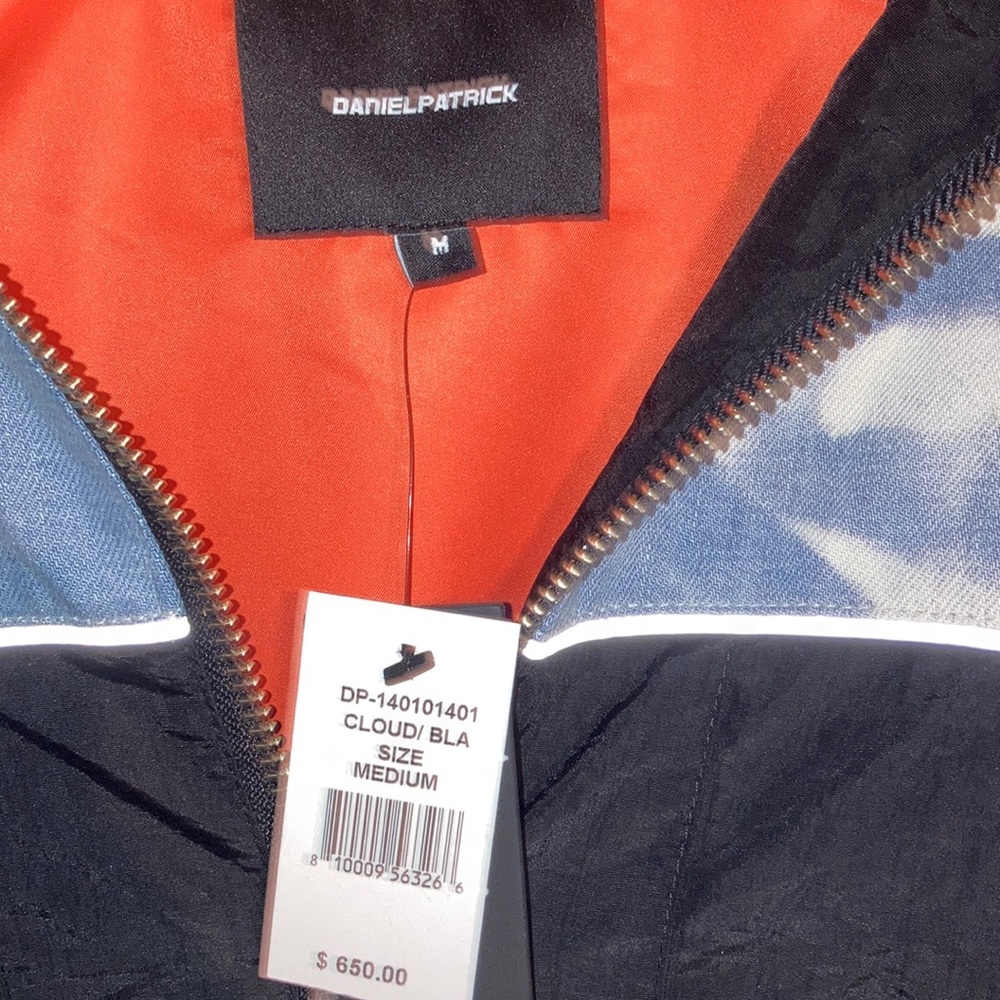 DANIELPATRICK
M
DP-140101401
CLOUD/ BLA
SIZE
MEDIUM
8 10009 56326 6
$ 650.00